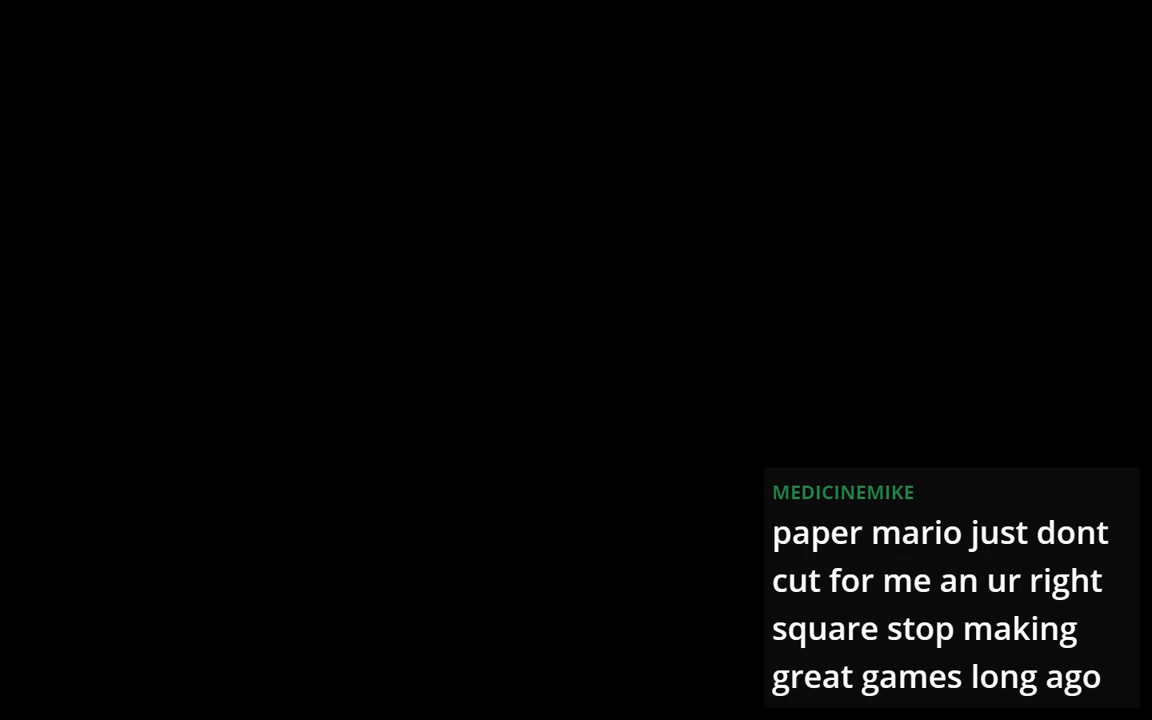 MEDICINEMIKE
paper mario just dont
cut for me an ur right
square stop making
great games long ago